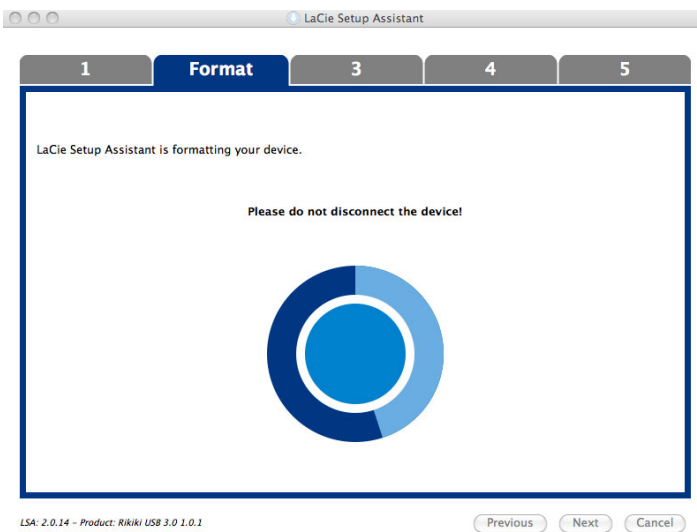 LaCie Setup Assistant
1 Format 3 4 5
LaCie Setup Assistant is formatting your device.
Please do not disconnect the device!
LSA: 2.0.14 - Product: Rikiki USB 3.0 1.0.1
Previous Next Cancel